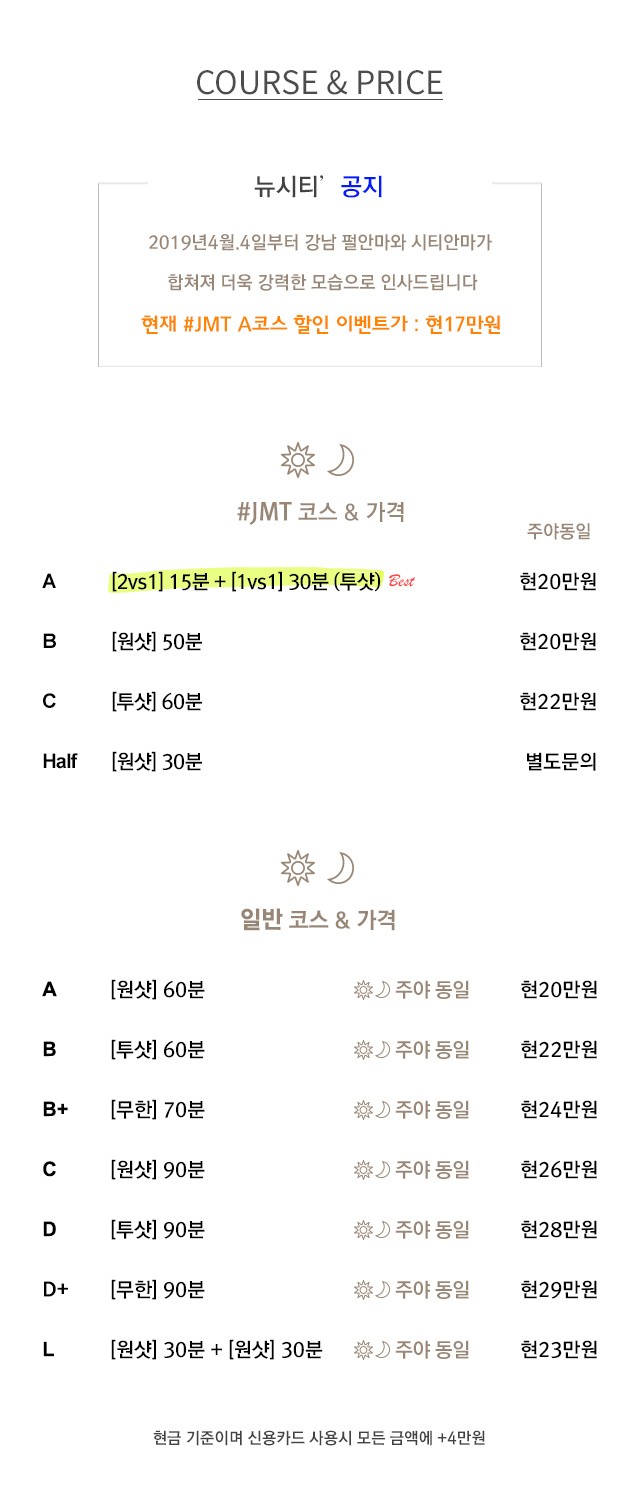 COURSE & PRICE
뉴시티’ 공지
2019년4월.4일부터 강남 펄안마와 시티안마가
합쳐져 더욱 강력한 모습으로 인사드립니다
현재 #JMT A코스 할인 이벤트가 : 현17만원
#JMT 코스 & 가격
주야동일
A [2vs1] 15분 + [1vs1] 30분 (투샷) Best 현20만원
B [원샷] 50분 현20만원
C [투샷] 60분 현22만원
Half [원샷] 30분 별도문의
일반 코스 & 가격
A [원샷] 60분 주야 동일 현20만원
B [투샷] 60분 주야 동일 현22만원
B+ [무한] 70분 주야 동일 현24만원
C [원샷] 90분 주야 동일 현26만원
D [투샷] 90분 주야 동일 현28만원
D+ [무한] 90분 주야 동일 현29만원
L [원샷] 30분 + [원샷] 30분 주야 동일 현23만원
현금 기준이며 신용카드 사용시 모든 금액에 +4만원